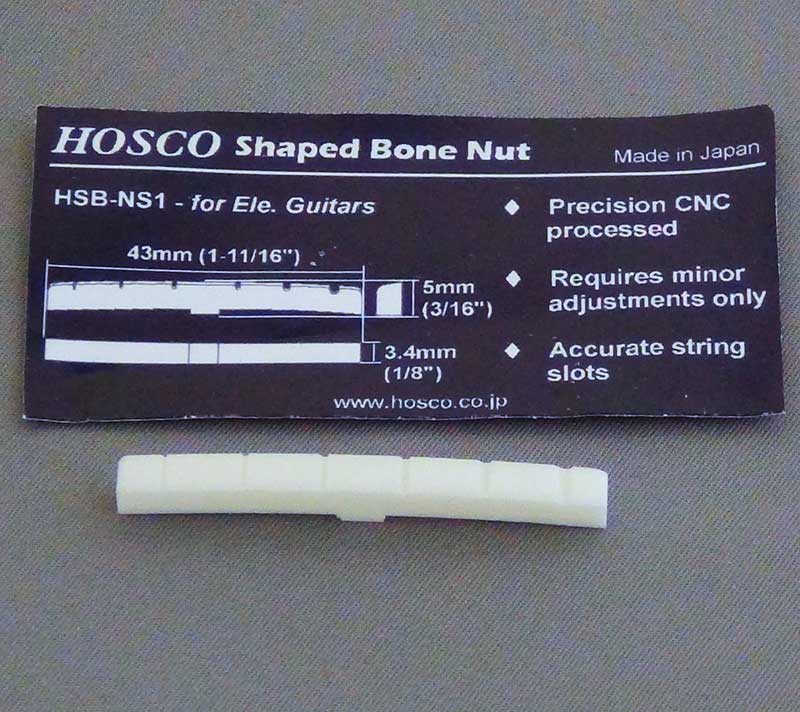 HOSCO Shaped Bone Nut
Made in Japan
HSB-NS1 - for Ele. Guitars
43mm (1-11/16")
5mm
(3/16")
3.4mm
(1/8")
◆ Precision CNC
processed
◆ Requires minor
adjustments only
◆ Accurate string
slots
www.hosco.co.jp